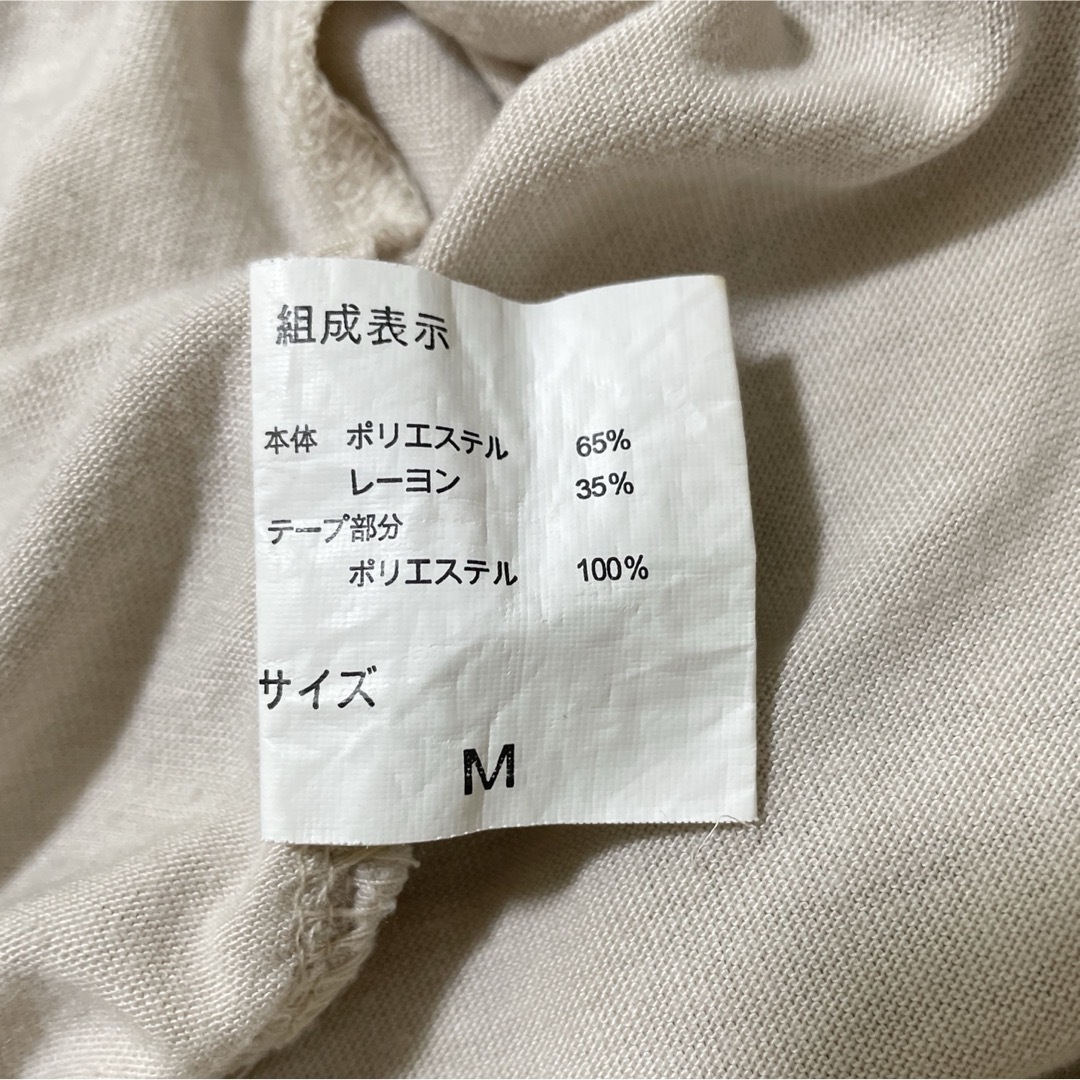 組成表示
本体 ポリエステル 65%
レーヨン 35%
テープ部分
ポリエステル 100%
サイズ
M